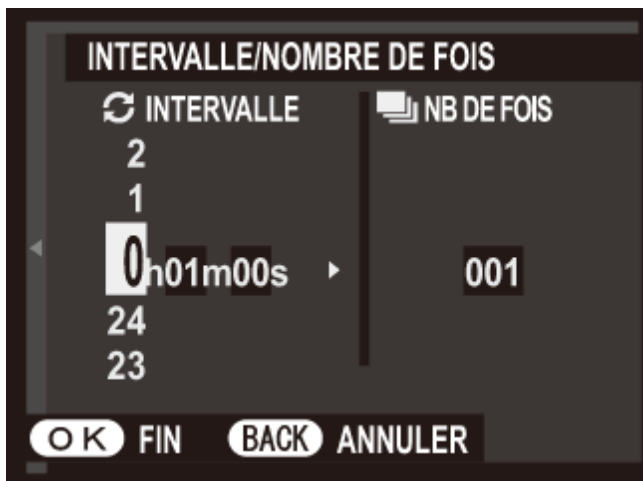 INTERVALLE/NOMBRE DE FOIS
INTERVALLE NB DE FOIS
2
1
0h01m00s 001
24
23
OK FIN BACK ANNULER